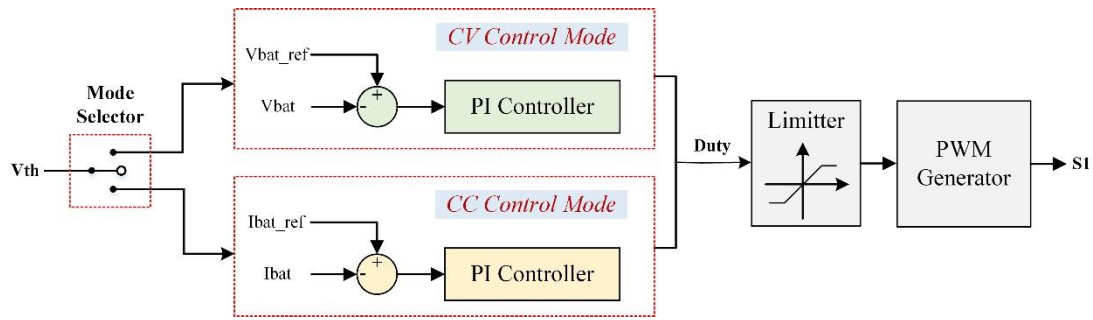 CV Control Mode
Vbat_ref
+
Vbat
-
PI Controller
Mode
Selector
Vth
CC Control Mode
Ibat_ref
+
Ibat
-
PI Controller
Duty
Limitter
PWM
Generator
S1